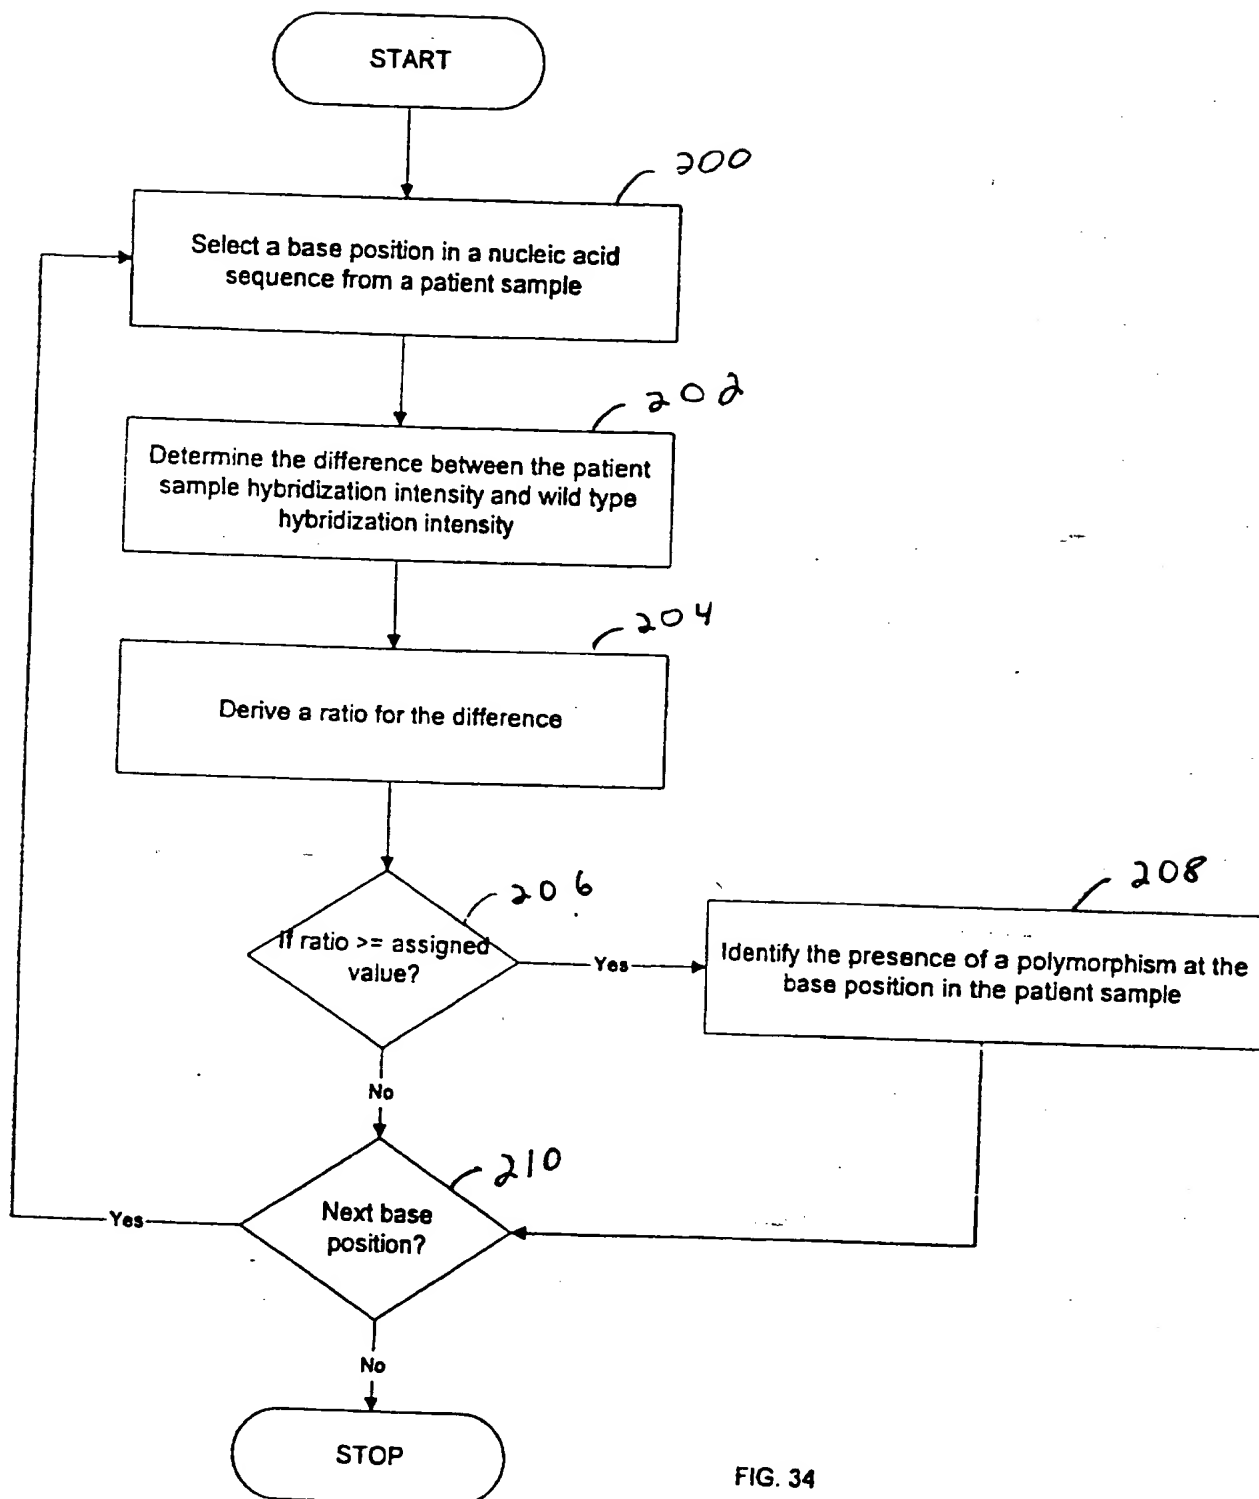 START
200
Select a base position in a nucleic acid
sequence from a patient sample
202
Determine the difference between the patient
sample hybridization intensity and wild type
hybridization intensity
204
Derive a ratio for the difference
206
If ratio >= assigned
value?
Yes
208
Identify the presence of a polymorphism at the
base position in the patient sample
No
210
Next base
position?
Yes
No
STOP
FIG. 34